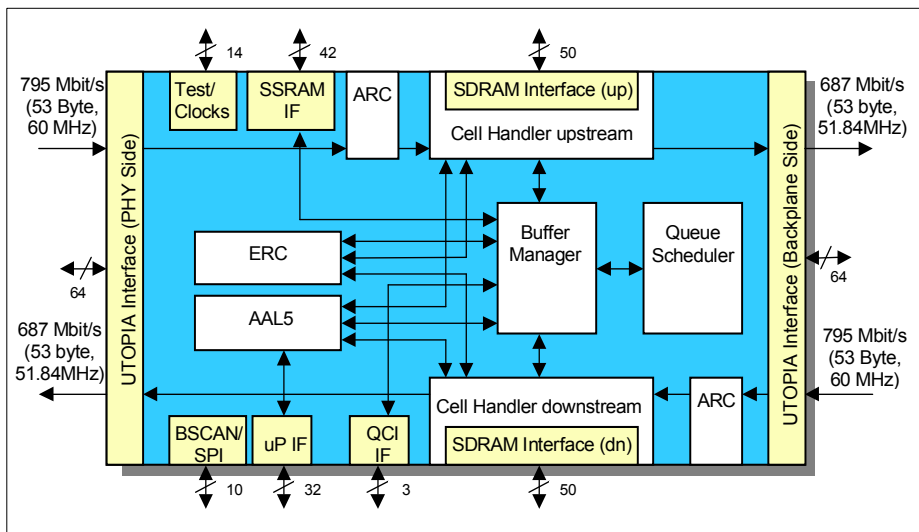 14
42
50
795 Mbit/s
(53 Byte,
60 MHz)
Test/
Clocks
SSRAM
IF
ARC
SDRAM Interface (up)
Cell Handler upstream
687 Mbit/s
(53 byte,
51.84MHz)
UTOPIA Interface (PHY Side)
ERC
AAL5
Buffer
Manager
Queue
Scheduler
UTOPIA Interface (Backplane Side)
64
64
687 Mbit/s
(53 byte,
51.84MHz)
795 Mbit/s
(53 Byte,
60 MHz)
BSCAN/
SPI
uP IF
QCI
IF
Cell Handler downstream
SDRAM Interface (dn)
ARC
10
32
3
50